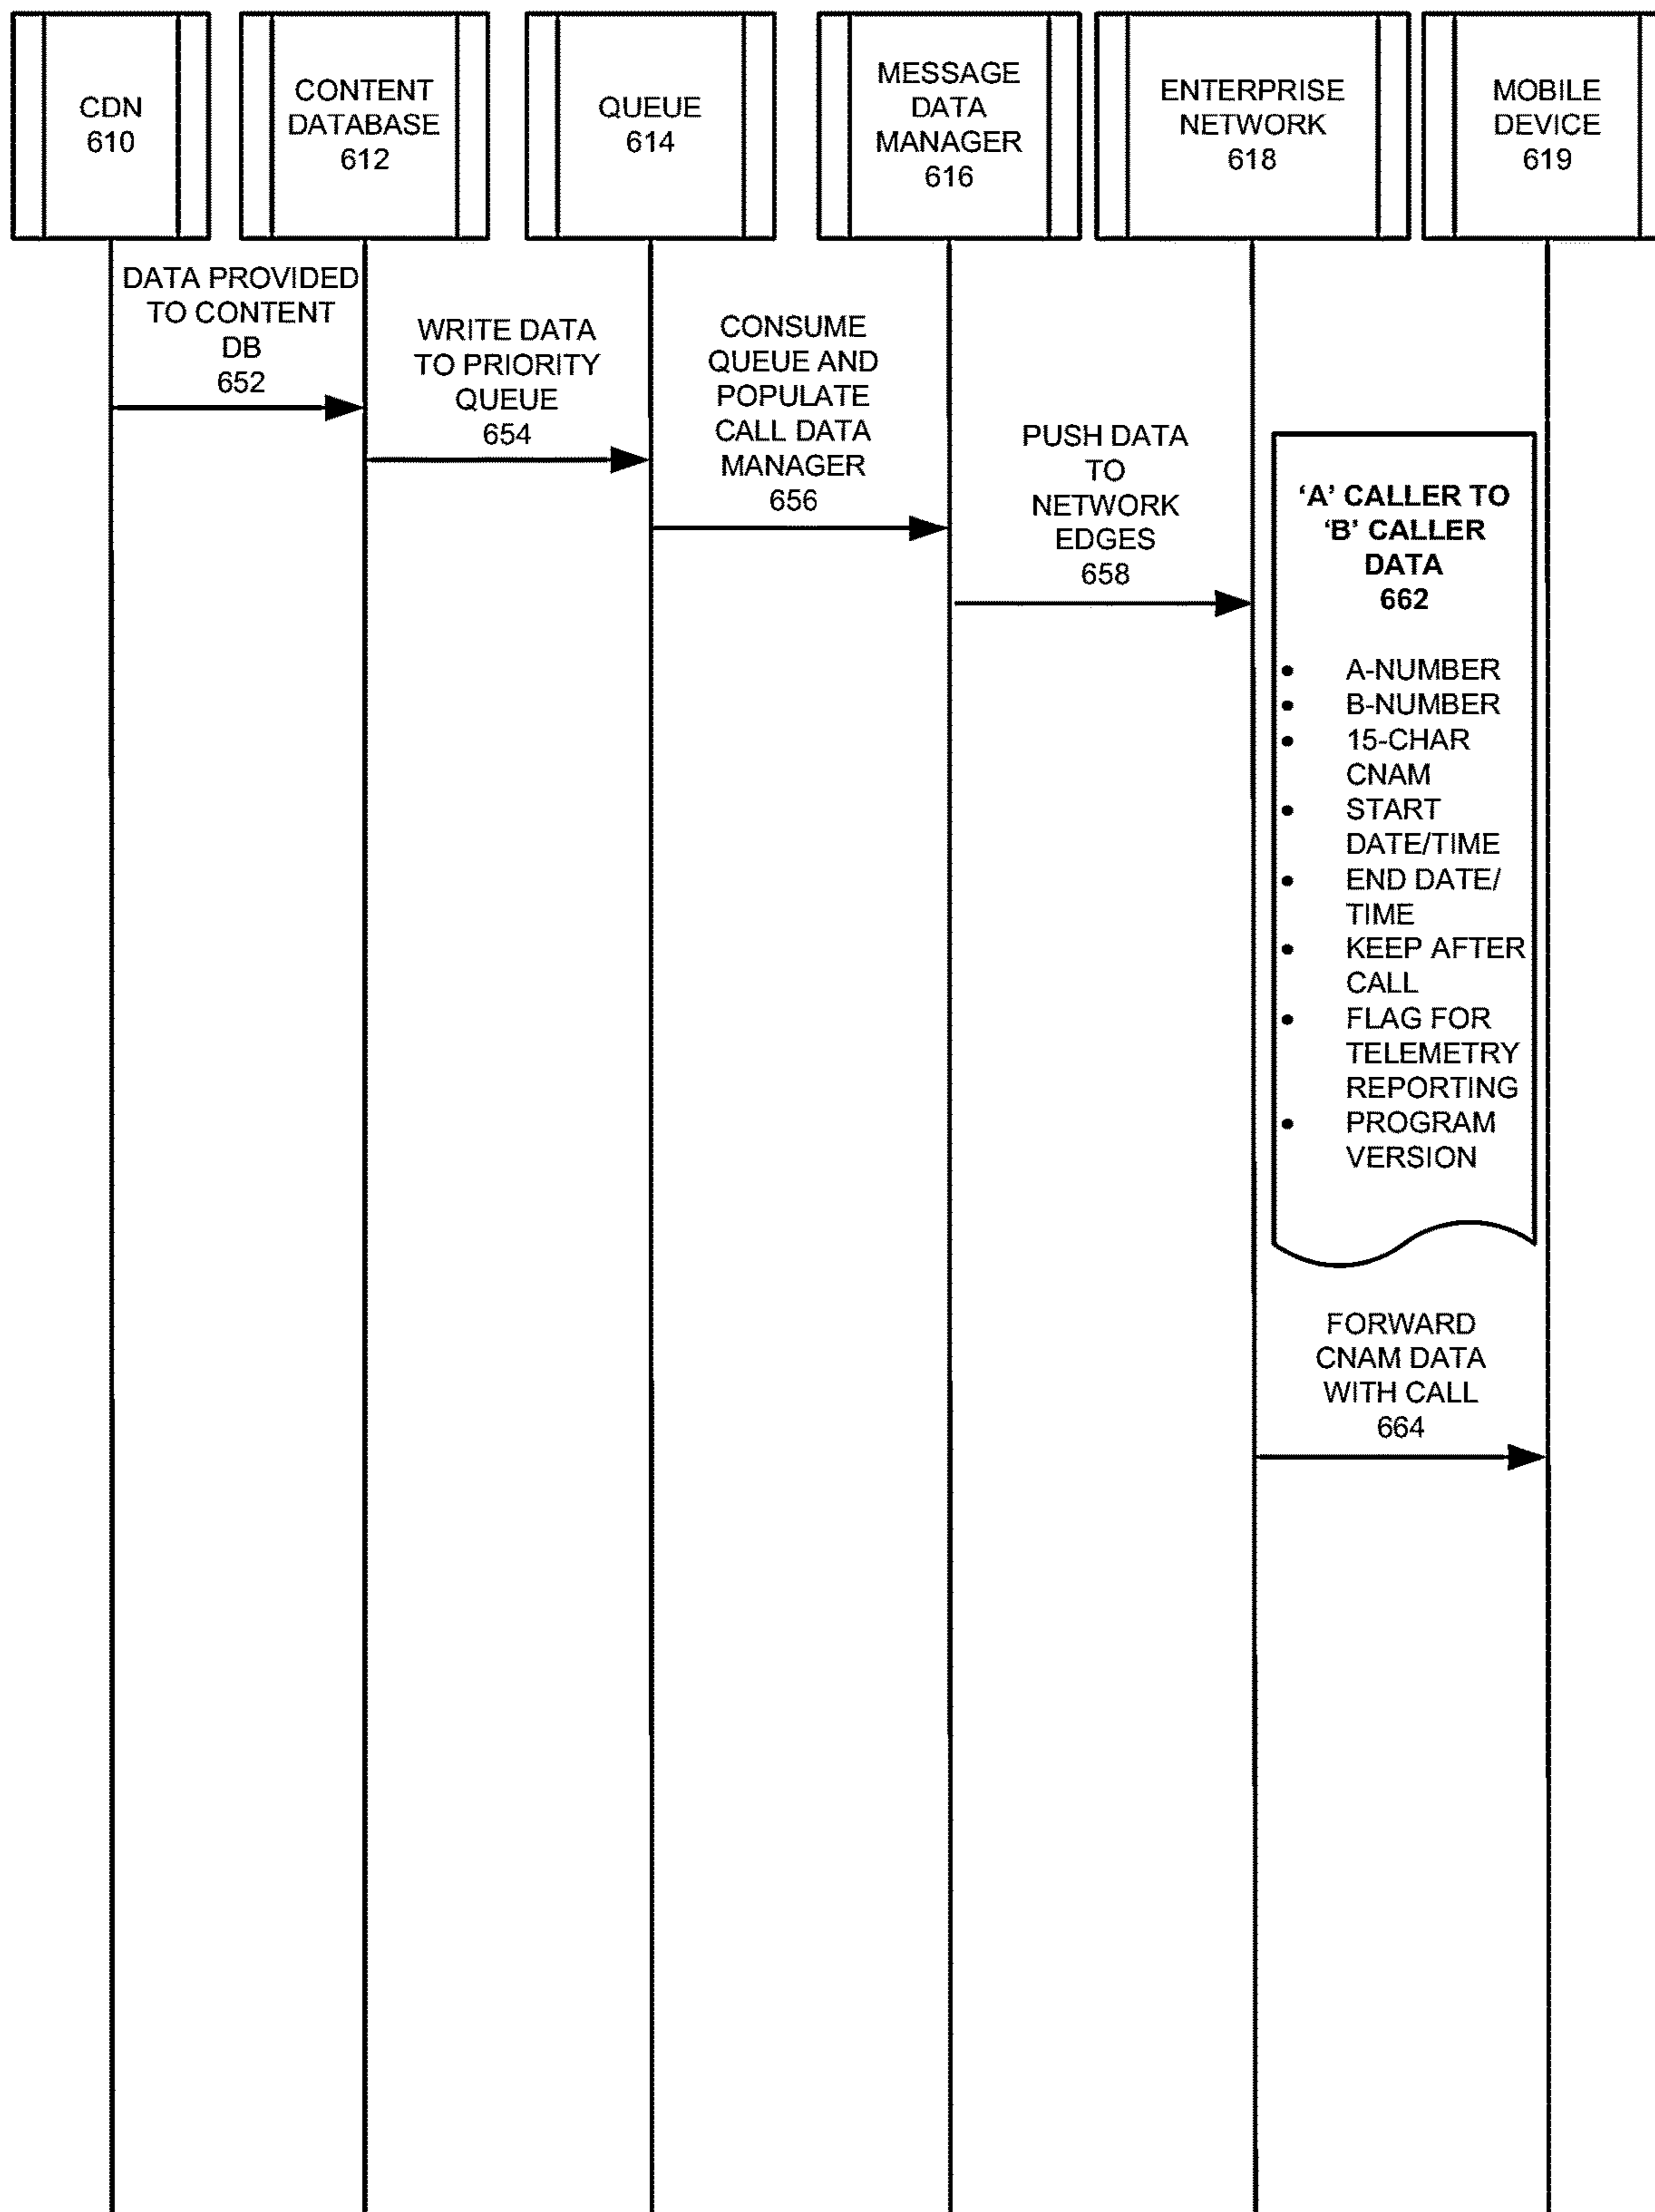 CDN
610
CONTENT
DATABASE
612
QUEUE
614
MESSAGE
DATA
MANAGER
616
ENTERPRISE
NETWORK
618
MOBILE
DEVICE
619
DATA PROVIDED
TO CONTENT
DB
652
WRITE DATA
TO PRIORITY
QUEUE
654
CONSUME
QUEUE AND
POPULATE
CALL DATA
MANAGER
656
PUSH DATA
TO
NETWORK
EDGES
658
‘A’ CALLER TO
‘B’ CALLER
DATA
662
• A-NUMBER
• B-NUMBER
• 15-CHAR
CNAM
• START
DATE/TIME
• END DATE/
TIME
• KEEP AFTER
CALL
• FLAG FOR
TELEMETRY
REPORTING
• PROGRAM
VERSION
FORWARD
CNAM DATA
WITH CALL
664